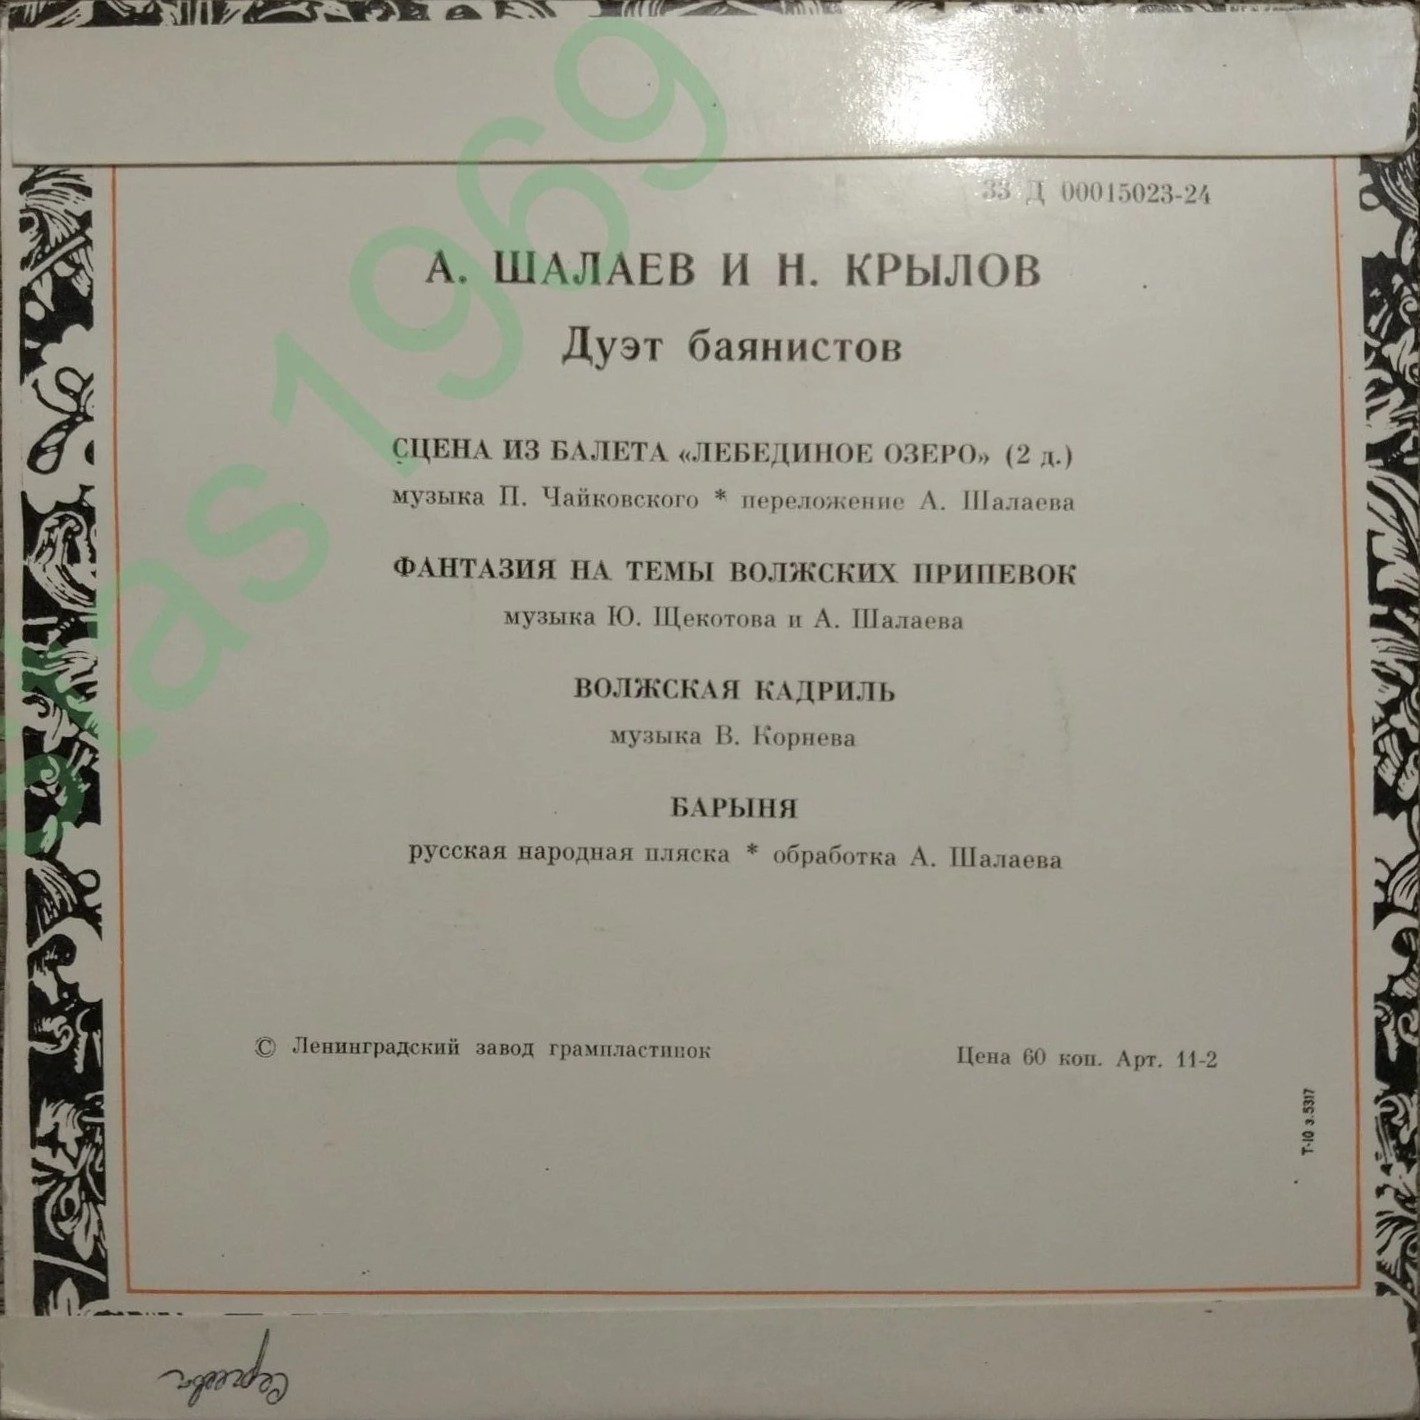 33 Д 00015023-24
А. ШАЛАЕВ И Н. КРЫЛОВ
Дуэт баянистов
СЦЕНА ИЗ БАЛЕТА «ЛЕБЕДИНОЕ ОЗЕРО» (2 д.)
музыка П. Чайковского * переложение А. Шалаева
ФАНТАЗИЯ НА ТЕМЫ ВОЛЖСКИХ ПРИПЕВОК
музыка Ю. Щекотова и А. Шалаева
ВОЛЖСКАЯ КАДРИЛЬ
музыка В. Корнева
БАРЫНЯ
русская народная пляска * обработка А. Шалаева
© Ленинградский завод грампластинок
Цена 60 коп. Арт. 11-2
Т-10 з.5317
Сергеева